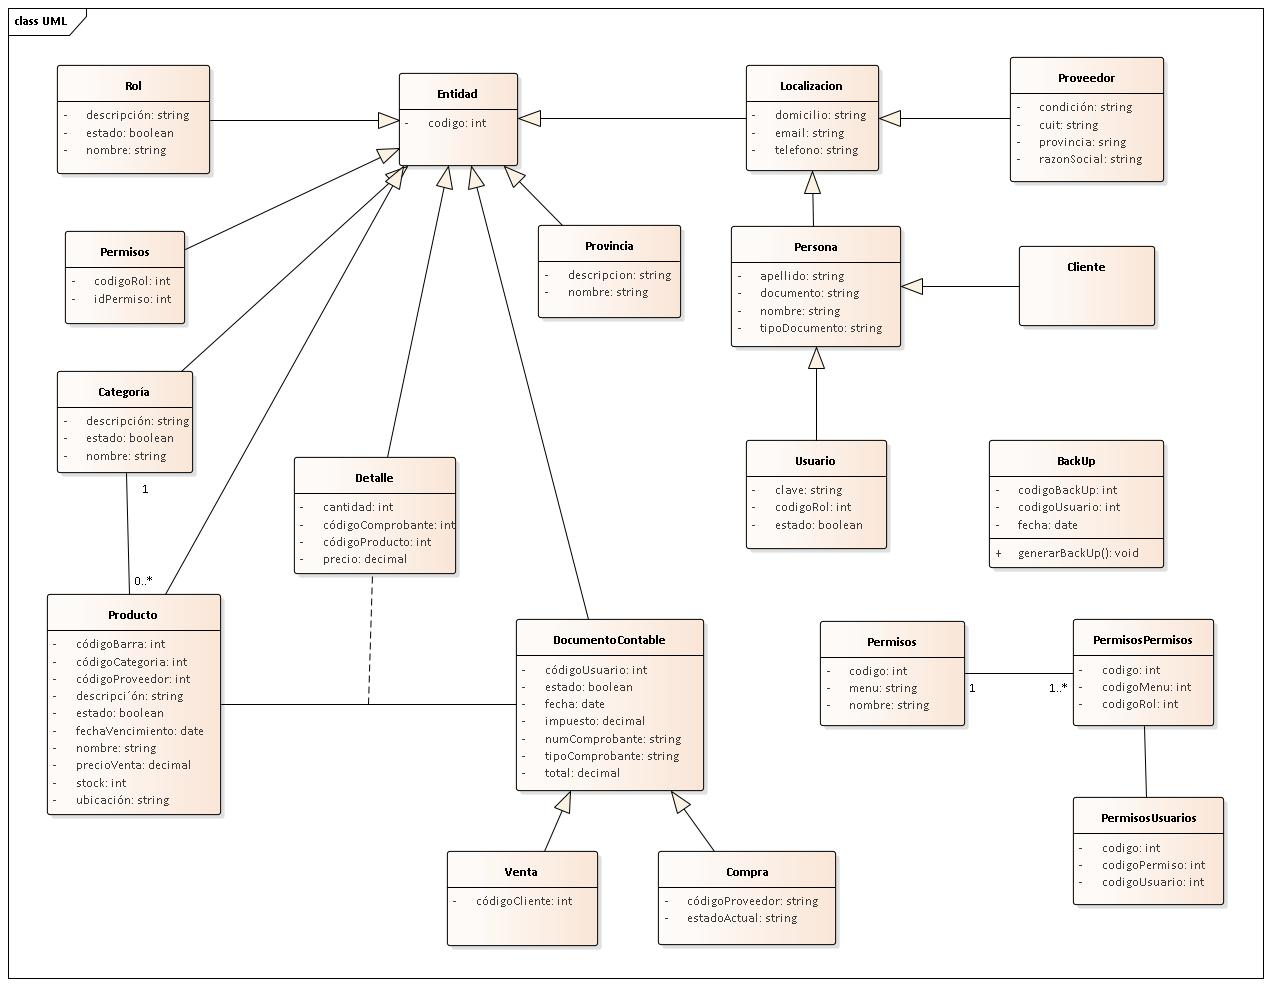 class UML
Rol
- descripción: string
- estado: boolean
- nombre: string
Entidad
- codigo: int
Localizacion
- domicilio: string
- email: string
- telefono: string
Proveedor
- condición: string
- cuit: string
- provincia: sring
- razonSocial: string
Permisos
- codigoRol: int
- idPermiso: int
Provincia
- descripcion: string
- nombre: string
Persona
- apellido: string
- documento: string
- nombre: string
- tipoDocumento: string
Cliente
Categoría
- descripción: string
- estado: boolean
- nombre: string
1
0..*
Detalle
- cantidad: int
- códigoComprobante: int
- códigoProducto: int
- precio: decimal
Usuario
- clave: string
- codigoRol: int
- estado: boolean
BackUp
- codigoBackUp: int
- codigoUsuario: int
- fecha: date
+ generarBackUp(): void
Producto
- códigoBarra: int
- códigoCategoria: int
- códigoProveedor: int
- descripci´ón: string
- estado: boolean
- fechaVencimiento: date
- nombre: string
- precioVenta: decimal
- stock: int
- ubicación: string
DocumentoContable
- códigoUsuario: int
- estado: boolean
- fecha: date
- impuesto: decimal
- numComprobante: string
- tipoComprobante: string
- total: decimal
Permisos
- codigo: int
- menu: string
- nombre: string
1
1..*
PermisosPermisos
- codigo: int
- codigoMenu: int
- codigoRol: int
PermisosUsuarios
- codigo: int
- codigoPermiso: int
- codigoUsuario: int
Venta
- códigoCliente: int
Compra
- códigoProveedor: string
- estadoActual: string